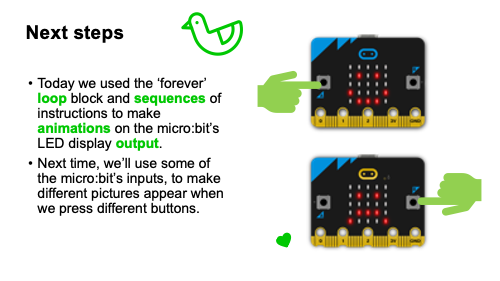 Next steps
• Today we used the ‘forever’
loop block and sequences of
instructions to make
animations on the micro:bit’s
LED display output.
• Next time, we’ll use some of
the micro:bit’s inputs, to make
different pictures appear when
we press different buttons.
0 1 2 3V GND
0 1 2 3V GND